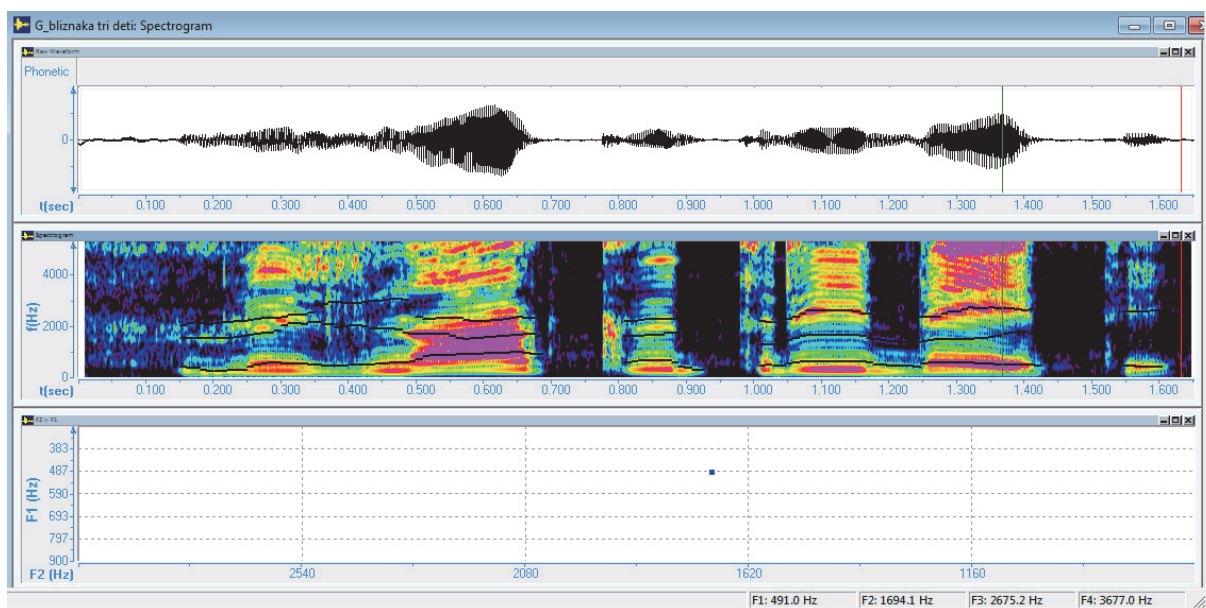 G_bliznaka tri deti: Spectrogram
Raw Waveform
Phonetic
0
t(sec) 0.100 0.200 0.300 0.400 0.500 0.600 0.700 0.800 0.900 1.000 1.100 1.200 1.300 1.400 1.500 1.600
Spectrogram
4000
f(Hz)
2000
0
t(sec) 0.100 0.200 0.300 0.400 0.500 0.600 0.700 0.800 0.900 1.000 1.100 1.200 1.300 1.400 1.500 1.600
F2 v. F1
383
487
F1 (Hz)
590
693
797
900
F2 (Hz) 2540 2080 1620 1160
F1: 491.0 Hz F2: 1694.1 Hz F3: 2675.2 Hz F4: 3677.0 Hz